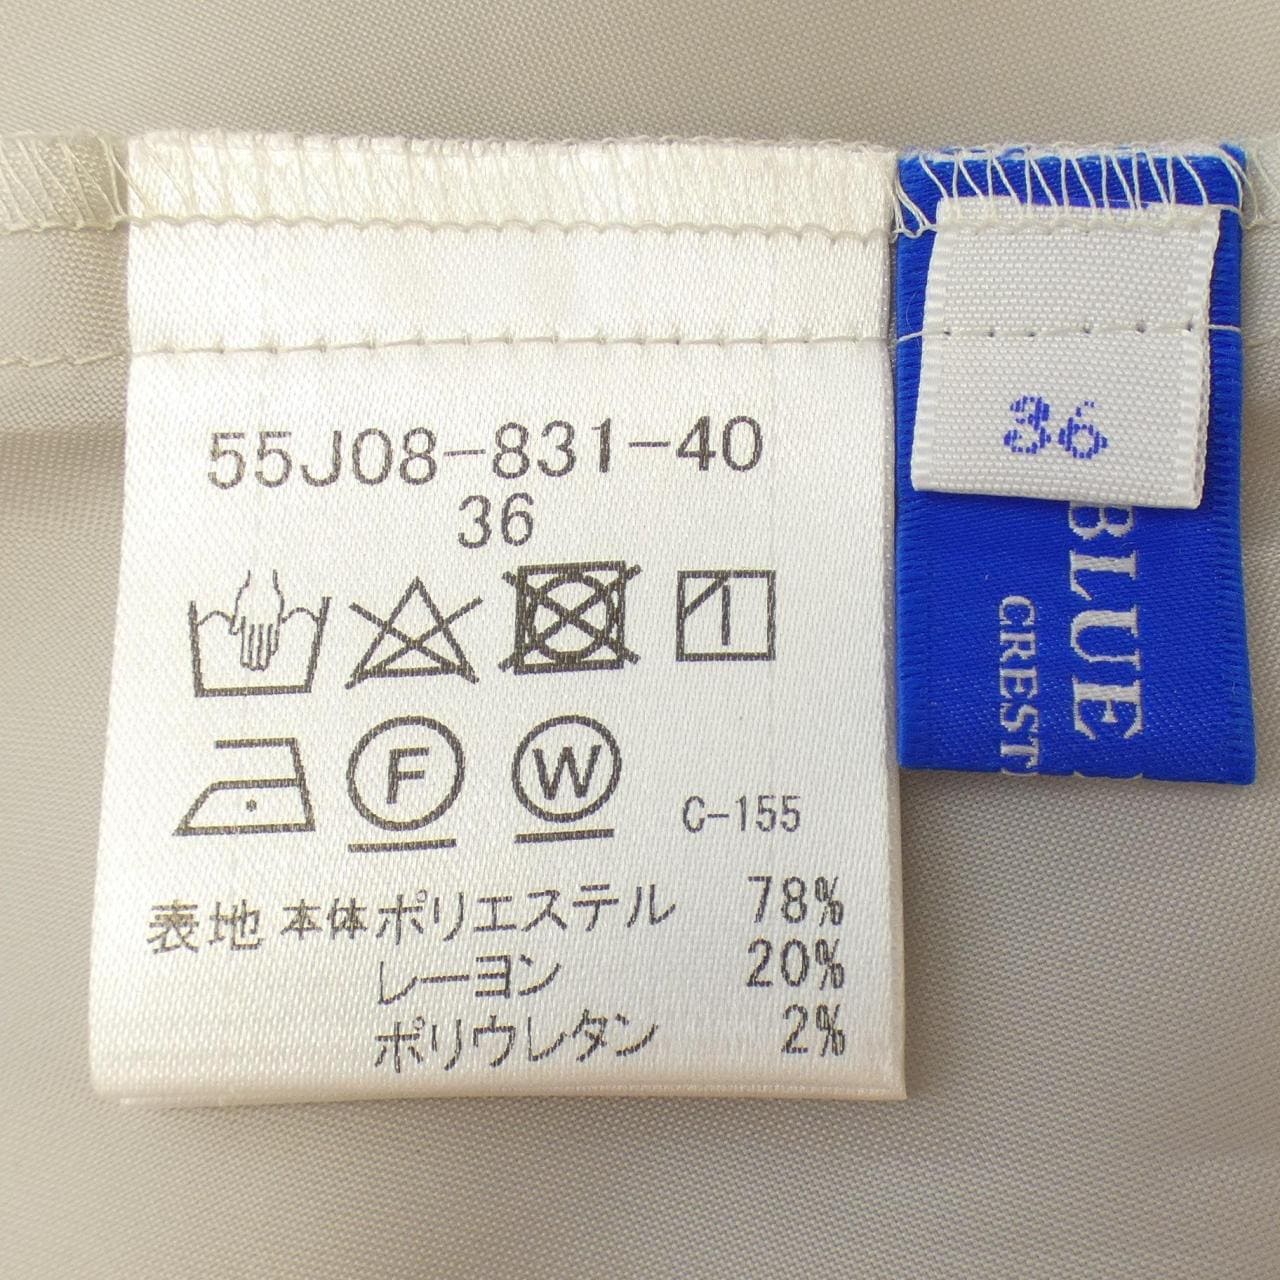 55J08-831-40
36
F
W
C-155
表地 本体 ポリエステル 78%
レーヨン 20%
ポリウレタン 2%
36
BLUE